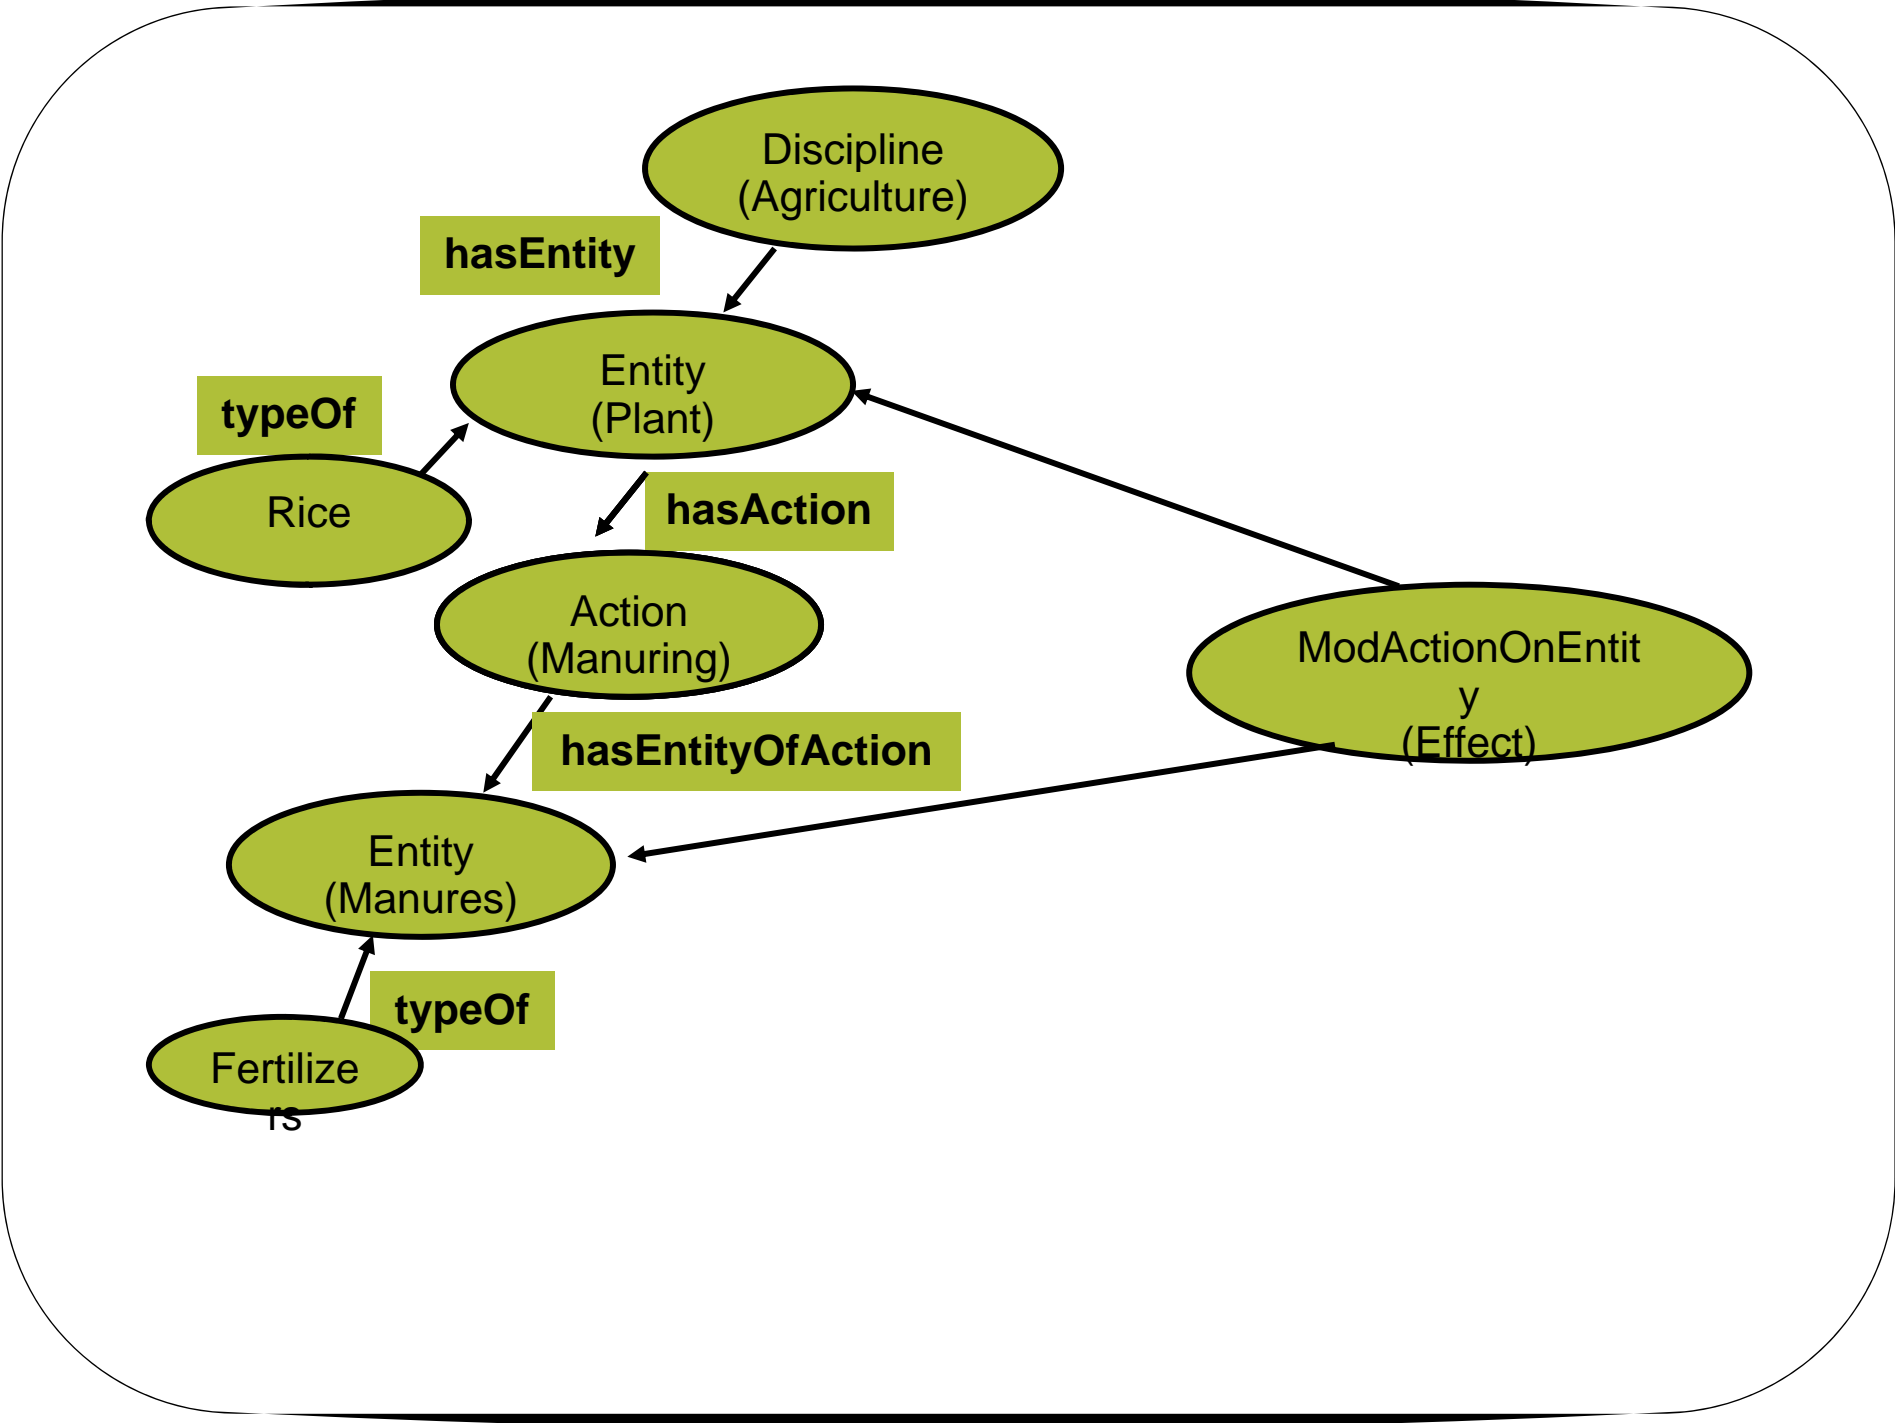 Discipline
(Agriculture)
hasEntity
Entity
(Plant)
typeOf
Rice
hasAction
Action
(Manuring)
ModActionOnEntit
y
(Effect)
hasEntityOfAction
Entity
(Manures)
typeOf
Fertilize
rs